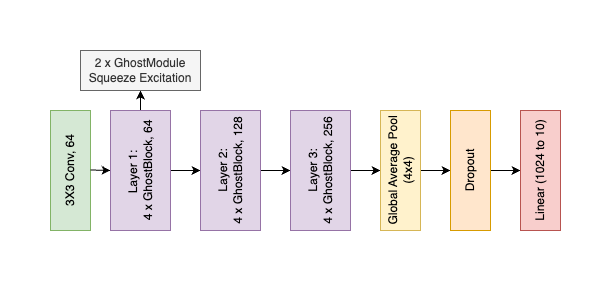 2 x GhostModule
Squeeze Excitation
3X3 Conv, 64
Layer 1:
4 x GhostBlock, 64
Layer 2:
4 x GhostBlock, 128
Layer 3:
4 x GhostBlock, 256
Global Average Pool
(4x4)
Dropout
Linear (1024 to 10)